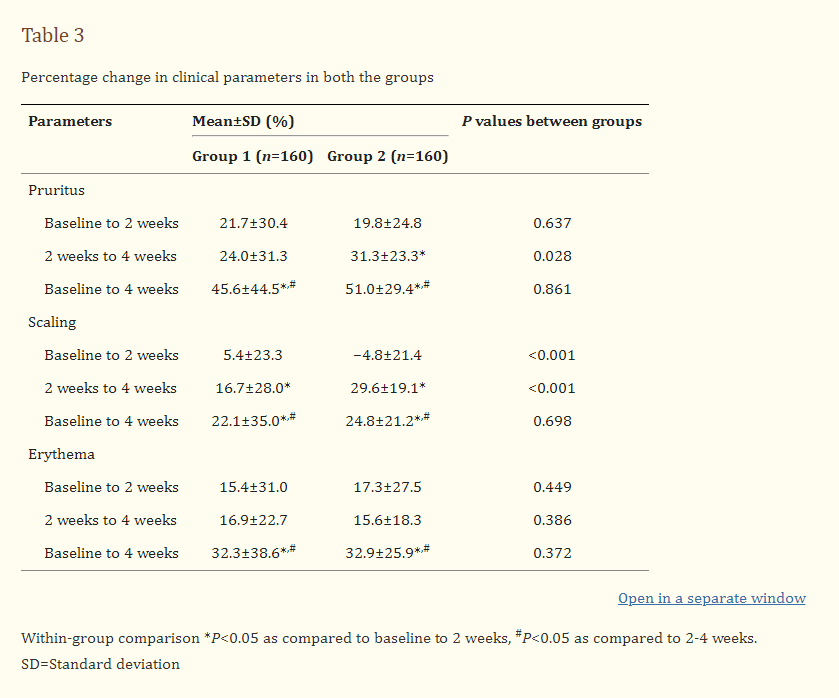 Table 3
Percentage change in clinical parameters in both the groups
Parameters Mean±SD (%) P values between groups
Group 1 (n=160) Group 2 (n=160)
Pruritus
Baseline to 2 weeks 21.7±30.4 19.8±24.8 0.637
2 weeks to 4 weeks 24.0±31.3 31.3±23.3* 0.028
Baseline to 4 weeks 45.6±44.5*,# 51.0±29.4*,# 0.861
Scaling
Baseline to 2 weeks 5.4±23.3 −4.8±21.4 <0.001
2 weeks to 4 weeks 16.7±28.0* 29.6±19.1* <0.001
Baseline to 4 weeks 22.1±35.0*,# 24.8±21.2*,# 0.698
Erythema
Baseline to 2 weeks 15.4±31.0 17.3±27.5 0.449
2 weeks to 4 weeks 16.9±22.7 15.6±18.3 0.386
Baseline to 4 weeks 32.3±38.6*,# 32.9±25.9*,# 0.372
Open in a separate window
Within-group comparison *P<0.05 as compared to baseline to 2 weeks, #P<0.05 as compared to 2-4 weeks.
SD=Standard deviation